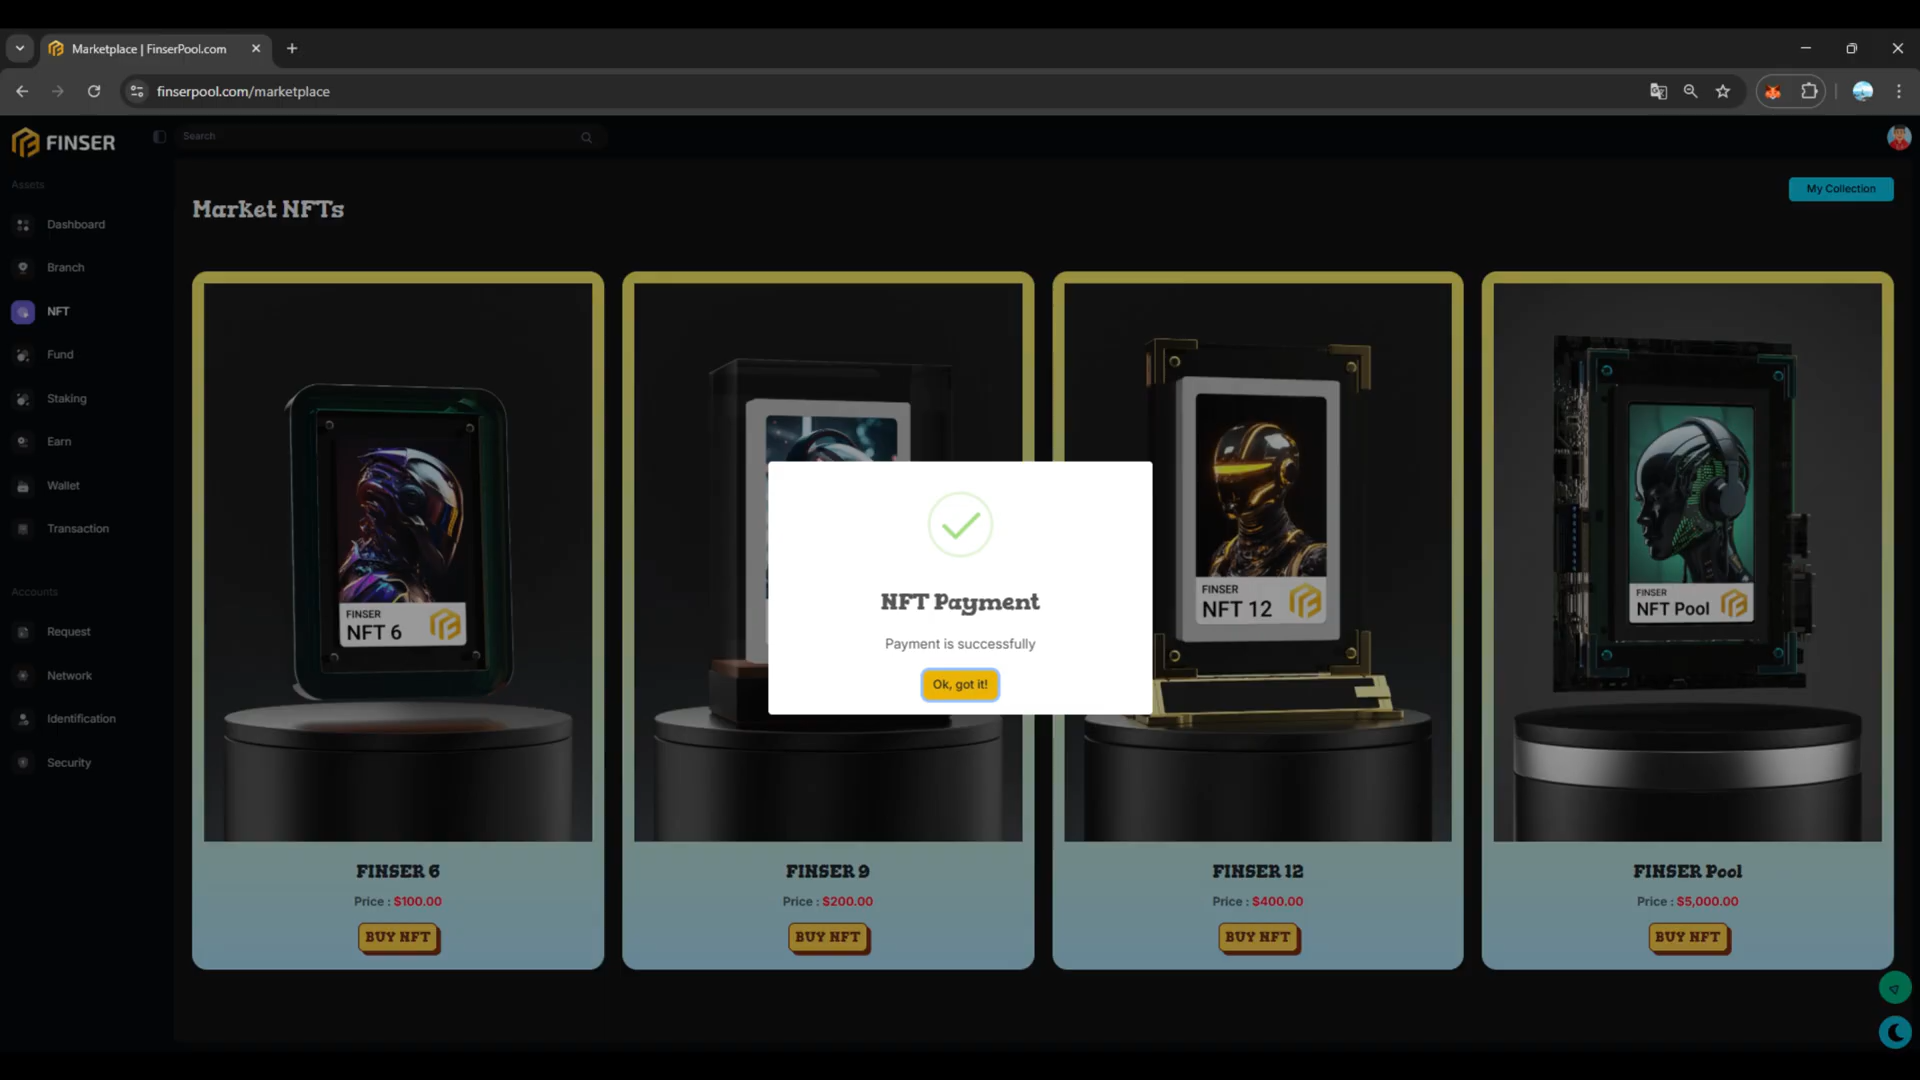 Marketplace | FinserPool.com
finserpool.com/marketplace
FINSER
Search
Assets
Dashboard
Branch
NFT
Fund
Staking
Earn
Wallet
Transaction
Accounts
Request
Network
Identification
Security
Market NFTs
My Collection
FINSER
NFT 6
FINSER
NFT 12
FINSER
NFT Pool
NFT Payment
Payment is successfully
Ok, got it!
FINSER 6
Price : $100.00
BUY NFT
FINSER 9
Price : $200.00
BUY NFT
FINSER 12
Price : $400.00
BUY NFT
FINSER Pool
Price : $5,000.00
BUY NFT